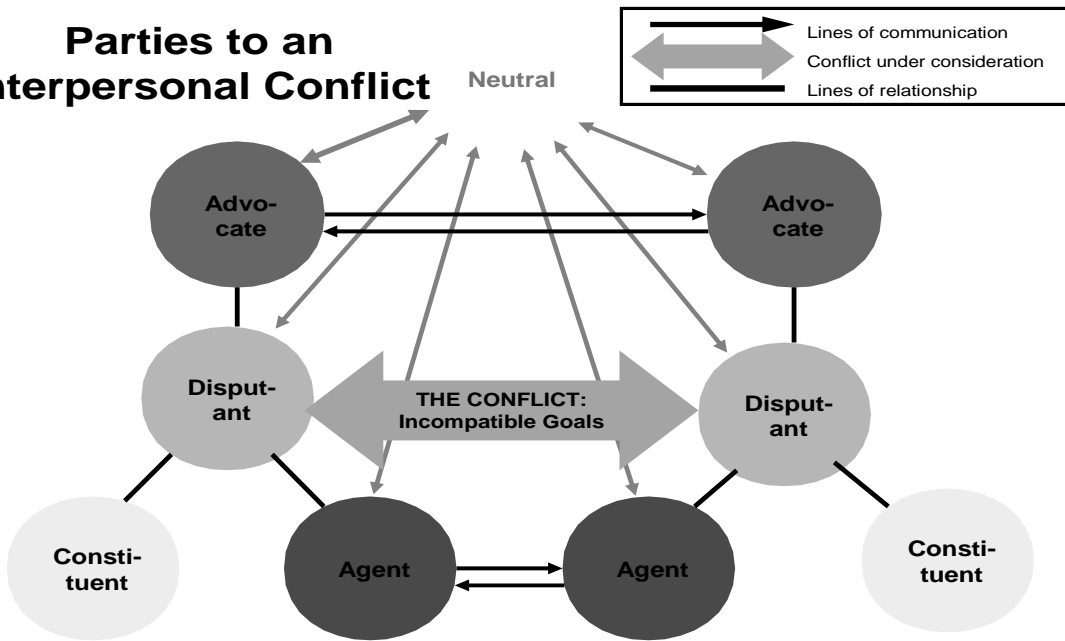 Parties to an
nterpersonal Conflict
Neutral
Lines of communication
Conflict under consideration
Lines of relationship
Advo-
cate
Advo-
cate
Disput-
ant
THE CONFLICT:
Incompatible Goals
Disput-
ant
Consti-
tuent
Agent
Agent
Consti-
tuent